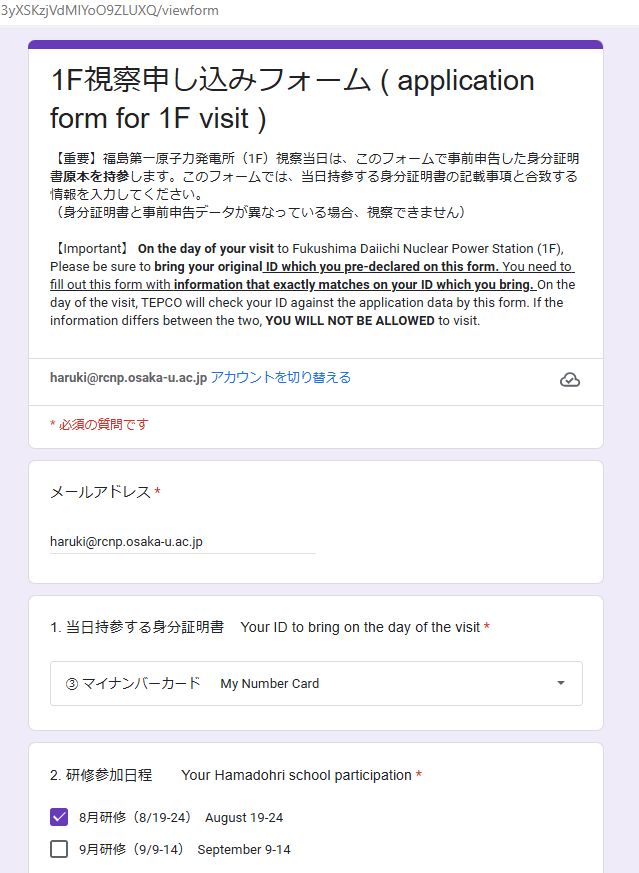 3yXSKzjVdMIYoO9ZLUXQ/viewform
1F視察申し込みフォーム ( application
form for 1F visit )
【重要】福島第一原子力発電所（1F）視察当日は、このフォームで事前申告した身分証明
書原本を持参します。このフォームでは、当日持参する身分証明書の記載事項と合致する
情報を入力してください。
（身分証明書と事前申告データが異なっている場合、視察できません）
【Important】 On the day of your visit to Fukushima Daiichi Nuclear Power Station (1F),
Please be sure to bring your original ID which you pre-declared on this form. You need to
fill out this form with information that exactly matches on your ID which you bring. On the
day of the visit, TEPCO will check your ID against the application data by this form. If the
information differs between the two, YOU WILL NOT BE ALLOWED to visit.
haruki@rcnp.osaka-u.ac.jp アカウントを切り替える
* 必須の質問です
メールアドレス *
haruki@rcnp.osaka-u.ac.jp
1. 当日持参する身分証明書 Your ID to bring on the day of the visit *
③ マイナンバーカード My Number Card
2. 研修参加日程 Your Hamadohri school participation *
8月研修（8/19-24） August 19-24
9月研修（9/9-14） September 9-14